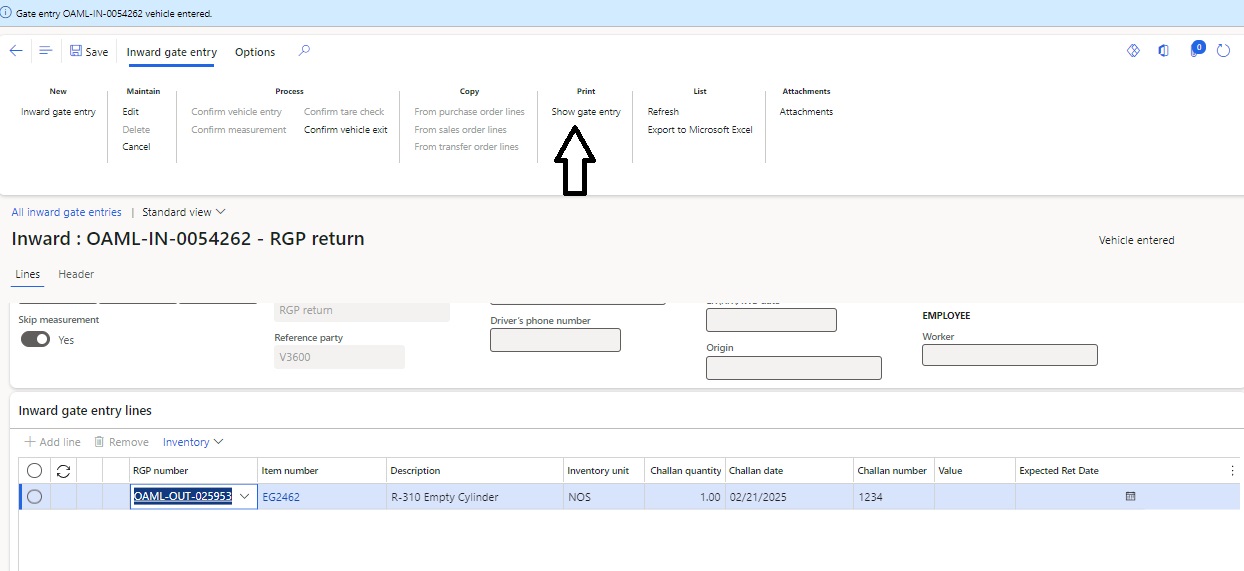 Gate entry OAML-IN-0054262 vehicle entered.
Save Inward gate entry Options 0
New Maintain Process Copy Print List Attachments
Inward gate entry Edit Confirm vehicle entry Confirm tare check From purchase order lines Show gate entry Refresh Attachments
Delete Confirm measurement Confirm vehicle exit From sales order lines Export to Microsoft Excel
Cancel From transfer order lines
All inward gate entries | Standard view
Inward : OAML-IN-0054262 - RGP return Vehicle entered
Lines Header
Skip measurement RGP return Driver's phone number EMPLOYEE
Yes Reference party Worker
V3600 Origin
Inward gate entry lines
Add line Remove Inventory
RGP number Item number Description Inventory unit Challan quantity Challan date Challan number Value Expected Ret Date
OAML-OUT-025953 EG2462 R-310 Empty Cylinder NOS 1.00 02/21/2025 1234